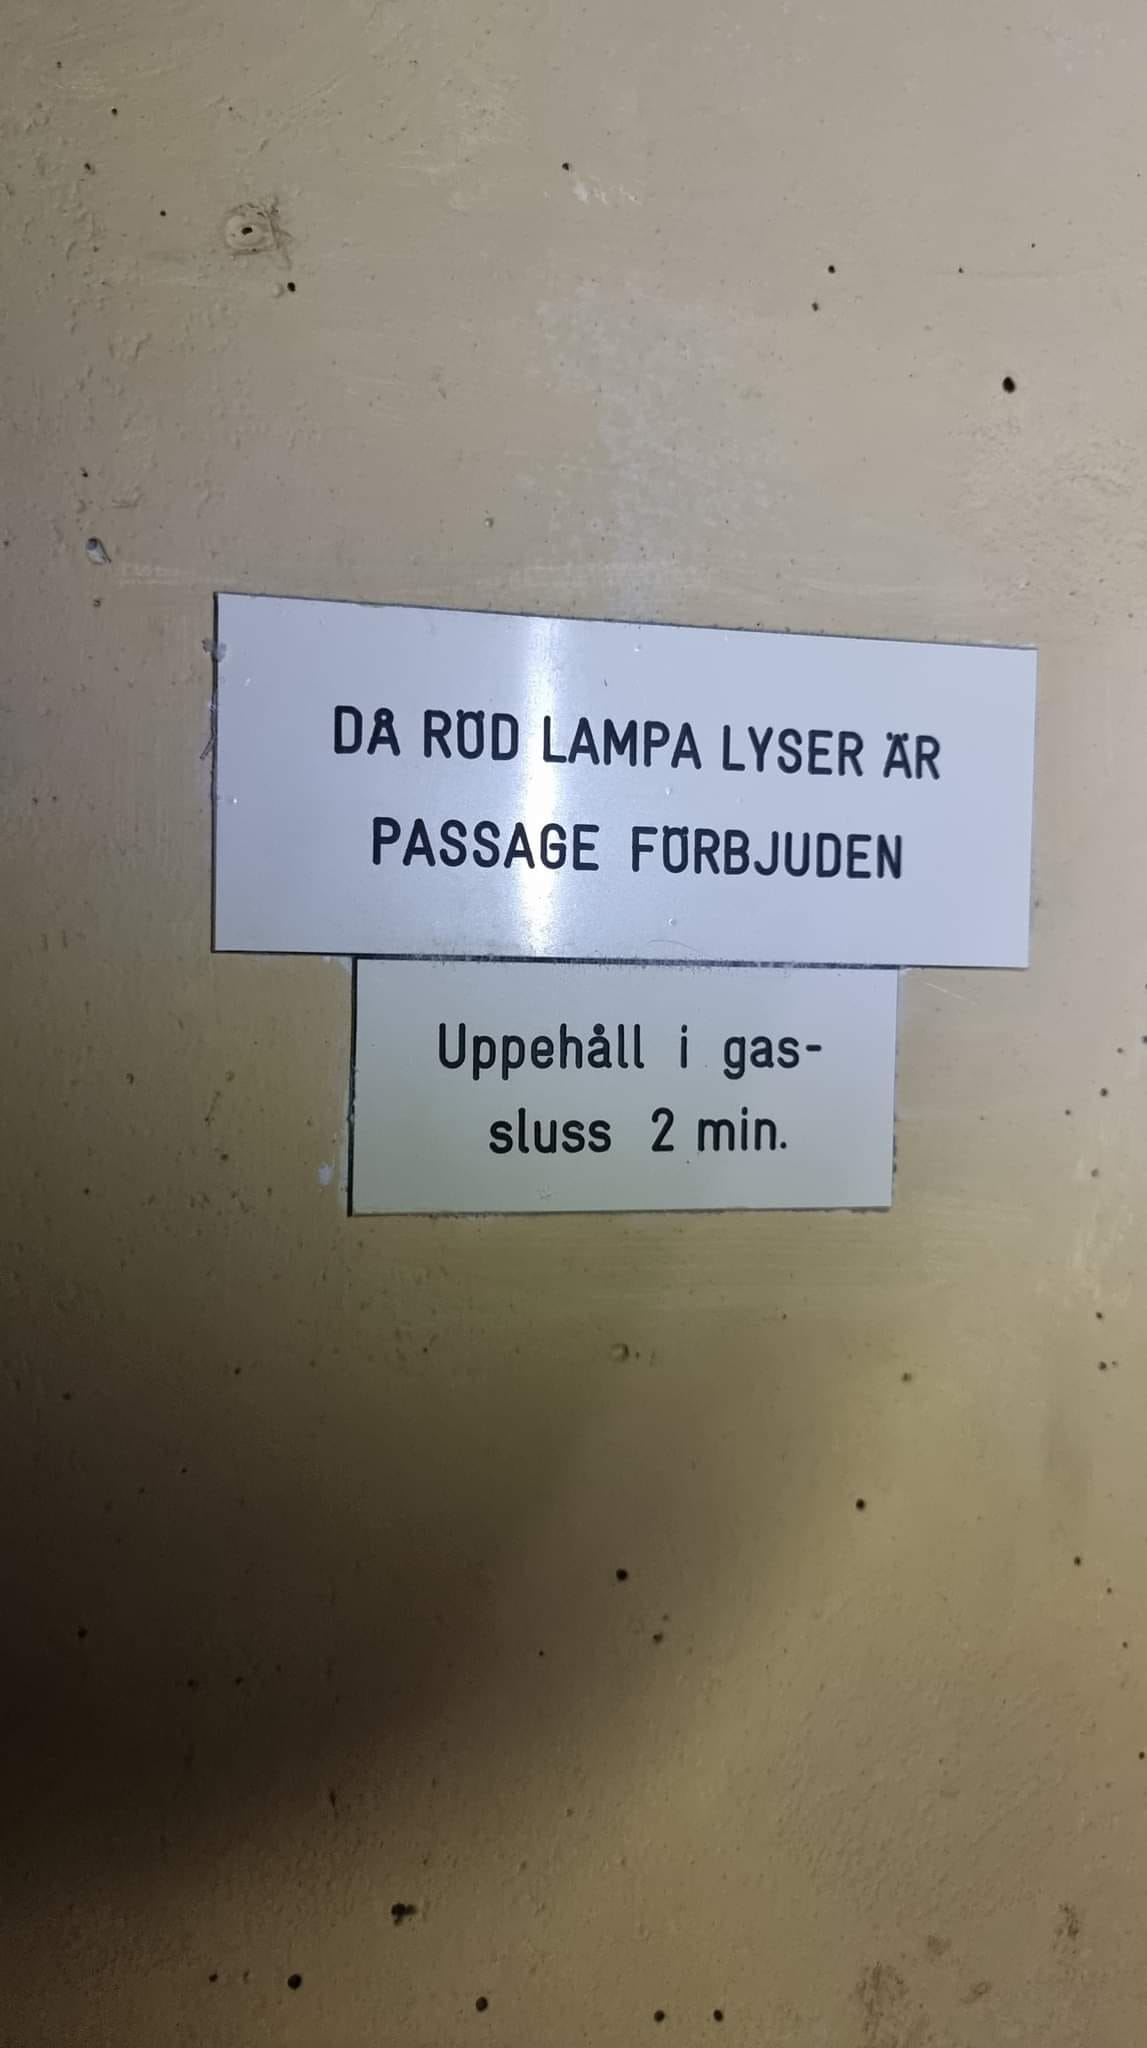 DÅ RÖD LAMPA LYSER ÄR
PASSAGE FÖRBJUDEN
Uppehåll i gas-
sluss 2 min.